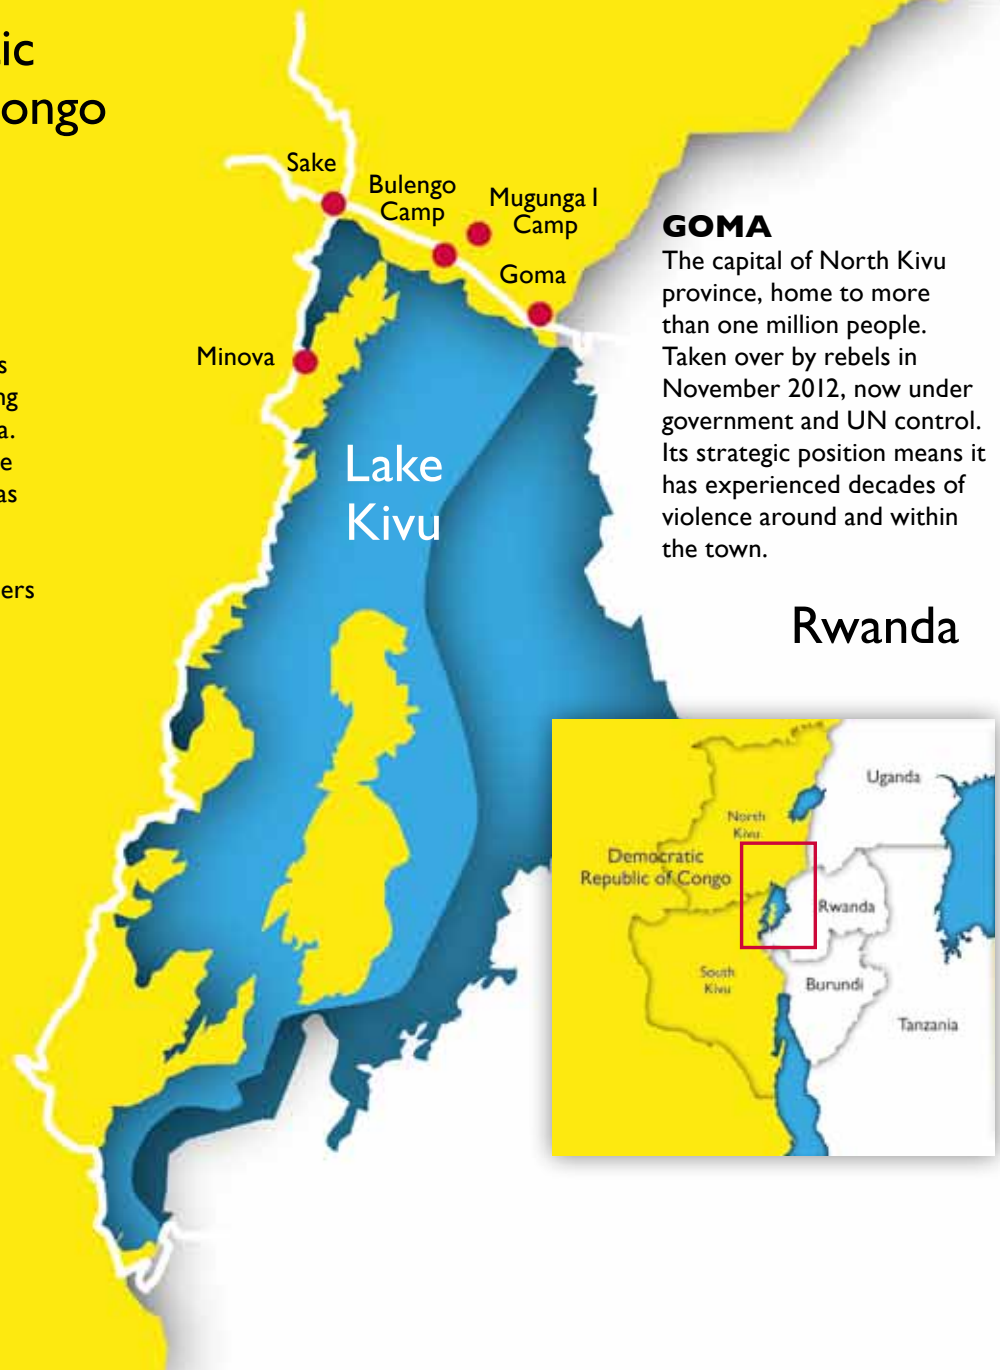 ic
ongo
Sake
Bulengo
Camp
Mugunga I
Camp
Goma
Minova
s
ng
a.
e
as
ers
Lake
Kivu
GOMA
The capital of North Kivu
province, home to more
than one million people.
Taken over by rebels in
November 2012, now under
government and UN control.
Its strategic position means it
has experienced decades of
violence around and within
the town.
Rwanda
Uganda
North
Kivu
Democratic
Republic of Congo
Rwanda
South
Kivu
Burundi
Tanzania